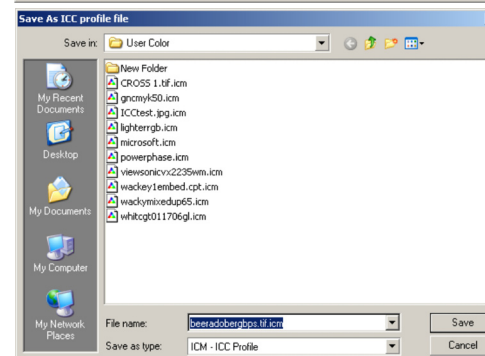 Save As ICC profile file
Save in: User Color
New Folder
CROSS 1.tif.icm
gncmyk50.icm
ICCtest.jpg.icm
lighterrgb.icm
microsoft.icm
powerphase.icm
viewsonicvx2235wm.icm
wackey1embed.cpt.icm
wackymixedup65.icm
whitcgt011706gl.icm
My Recent
Documents
Desktop
My Documents
My Computer
My Network
Places
File name: beeradobergbps.tif.icm Save
Save as type: ICM - ICC Profile Cancel